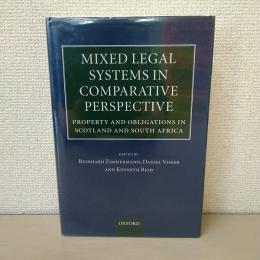 MIXED LEGAL
SYSTEMS IN
COMPARATIVE
PERSPECTIVE
PROPERTY AND OBLIGATIONS IN
SCOTLAND AND SOUTH AFRICA
EDITED BY
REINHARD ZIMMERMANN, DANIEL VISSER
AND KENNETH REID
OXFORD